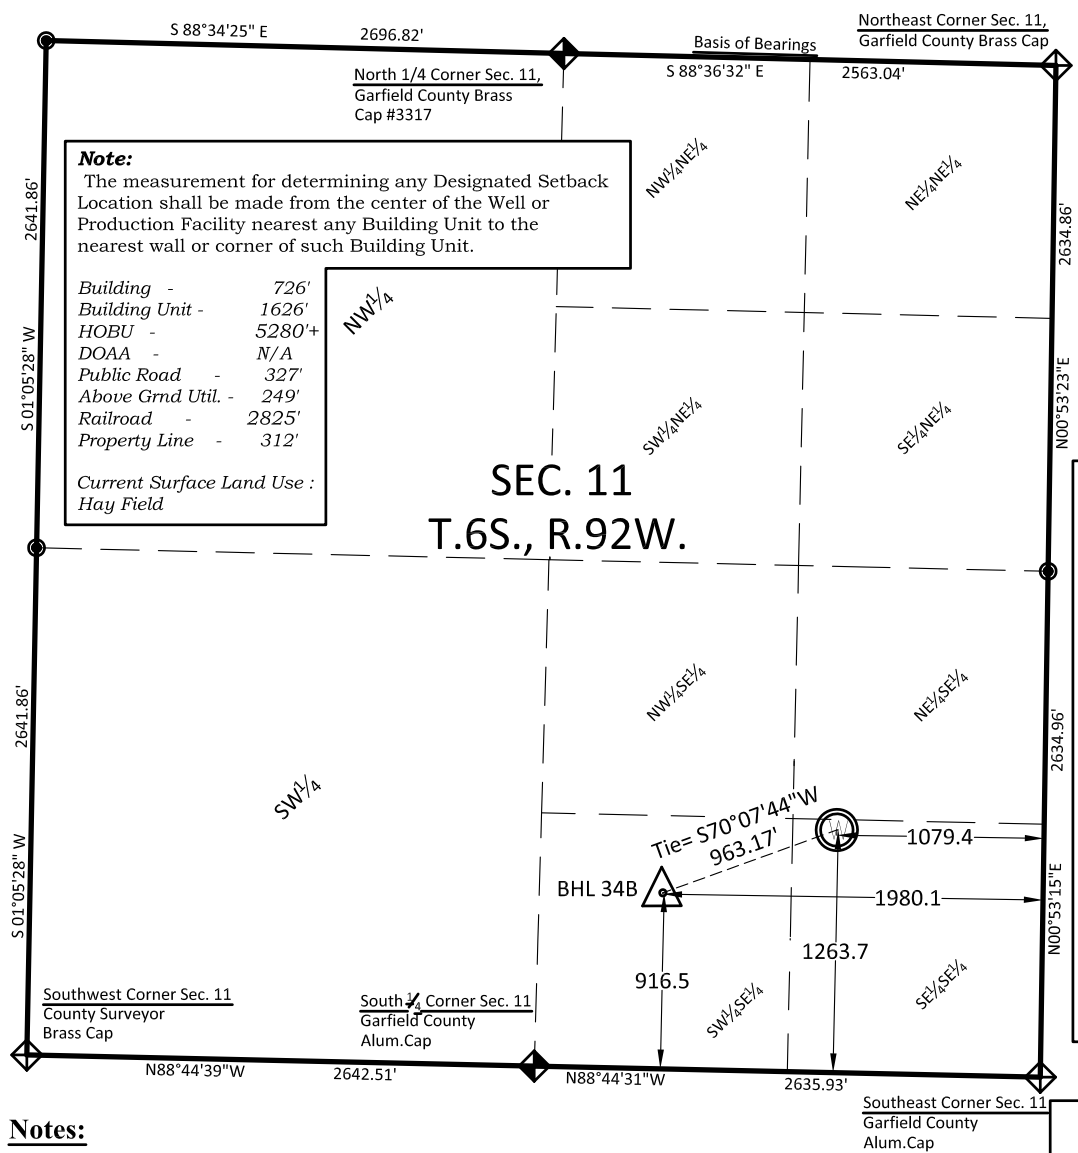 Northeast Corner Sec. 11,
Garfield County Brass Cap
S 88°34'25" E
2696.82'
Basis of Bearings
S 88°36'32" E
2563.04'
North 1/4 Corner Sec. 11,
Garfield County Brass
Cap #3317
Note:
The measurement for determining any Designated Setback
Location shall be made from the center of the Well or
Production Facility nearest any Building Unit to the
nearest wall or corner of such Building Unit.
Building - 726'
Building Unit - 1626'
HOBU - 5280'+
DOAA - N/A
Public Road - 327'
Above Grnd Util. - 249'
Railroad - 2825'
Property Line - 312'
Current Surface Land Use :
Hay Field
2641.86'
S 01°05'28" W
NW¼
NW¼NE¼
NE¼NE¼
2634.86'
N00°53'23"E
SW¼NE¼
SE¼NE¼
SEC. 11
T.6S., R.92W.
NW¼SE¼
NE¼SE¼
2641.86'
S 01°05'28" W
SW¼
2634.96'
N00°53'15"E
Tie= S70°07'44"W
963.17'
W
1079.4
BHL 34B
1980.1
1263.7
916.5
SW¼SE¼
SE¼SE¼
Southwest Corner Sec. 11
County Surveyor
Brass Cap
South ¼ Corner Sec. 11
Garfield County
Alum.Cap
N88°44'39"W
2642.51'
N88°44'31"W
2635.93'
Southeast Corner Sec. 11
Garfield County
Alum.Cap
Notes: